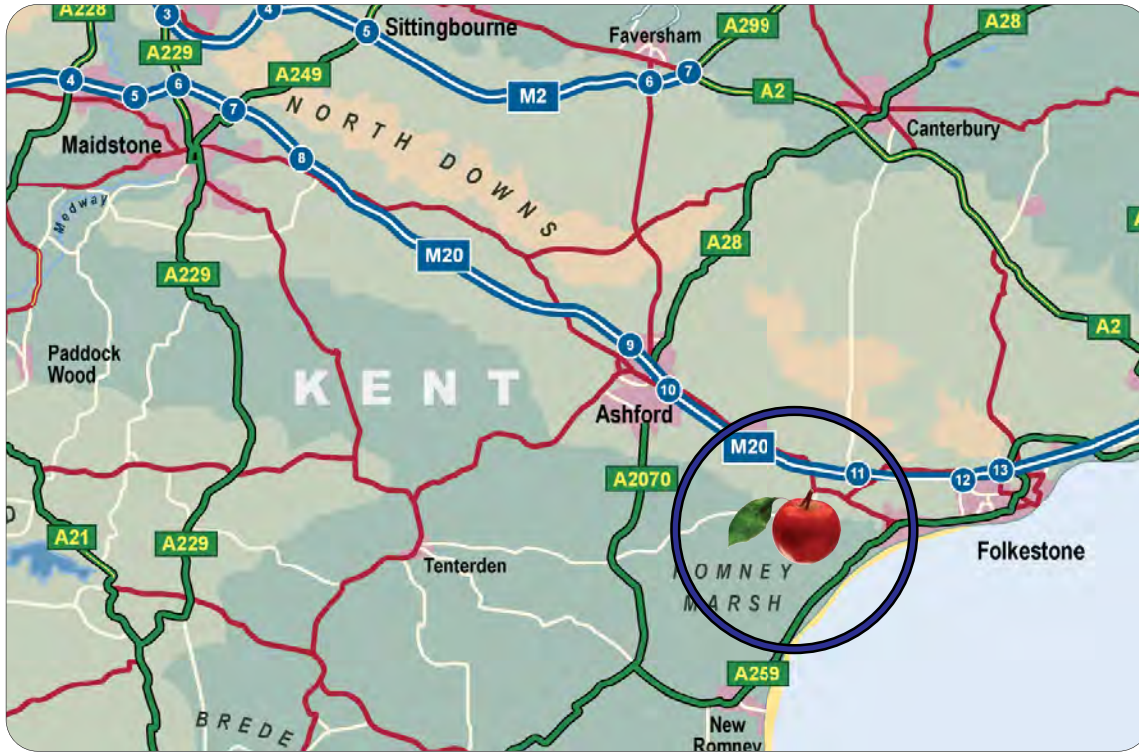 A228
3
4
A229
5
Sittingbourne
Faversham
A299
A28
4
5
6
7
A249
M2
6
7
A2
Canterbury
Maidstone
8
NORTH DOWNS
Medway
A229
M20
A28
A2
Paddock
Wood
KENT
9
10
Ashford
M20
11
12
13
A2070
A21
A229
Tenterden
Folkestone
ROMNEY
MARSH
A259
BREDE
New
Romney